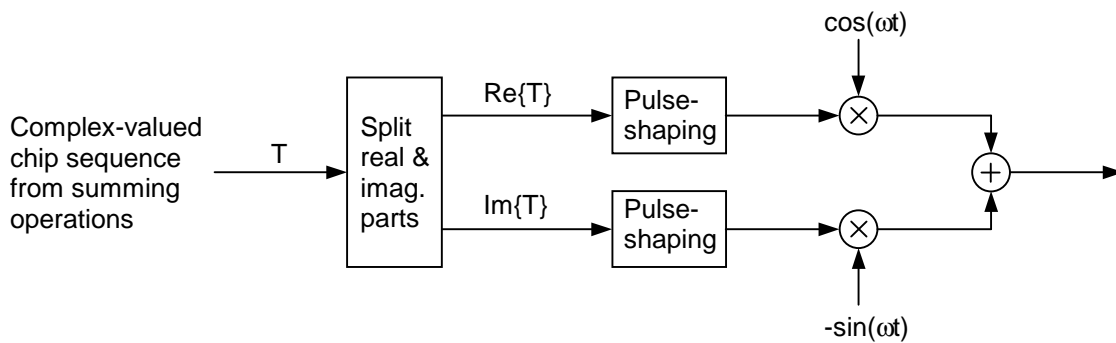 cos(ωt)
Complex-valued
chip sequence
from summing
operations
T
Split
real &
imag.
parts
Re{T}
Pulse-
shaping
Im{T}
Pulse-
shaping
-sin(ωt)